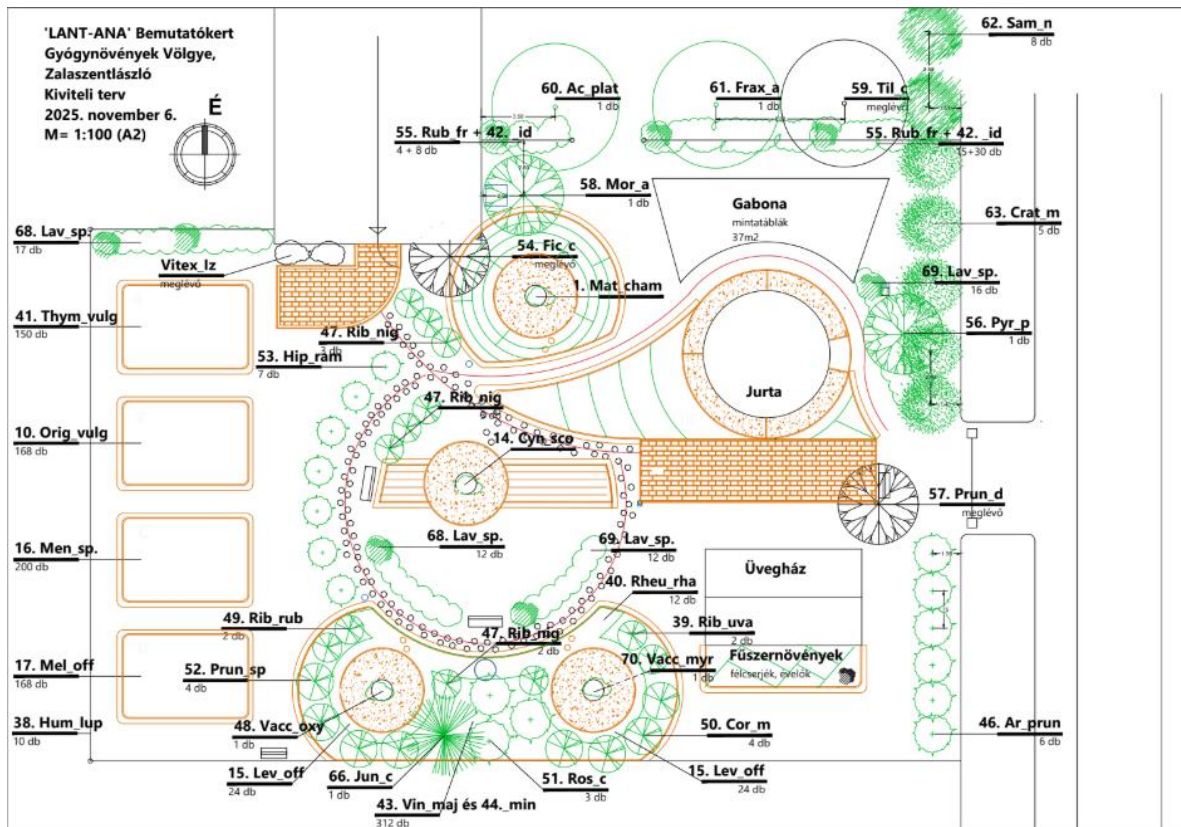 'LANT-ANA' Bemutatókert
Gyógynövények Völgye,
Zalaszentlászló
Kiviteli terv
2025. november 6.
M= 1:100 (A2)
É
62. Sam_n
8 db
60. Ac_plat
1 db
61. Frax_a
1 db
59. Til_c
meglévő
55. Rub_fr + 42. _id
4 + 8 db
55. Rub_fr + 42. _id
15+30 db
58. Mor_a
1 db
Gabona
mintatáblák
37m2
63. Crat_m
5 db
68. Lav_sp.
17 db
Vitex_lz
meglévő
54. Fic_c
meglévő
1. Mat_cham
69. Lav_sp.
16 db
41. Thym_vulg
150 db
47. Rib_nig
3 db
56. Pyr_p
1 db
53. Hip_ram
7 db
Jurta
47. Rib_nig
10. Orig_vulg
168 db
14. Cyn_sco
57. Prun_d
meglévő
16. Men_sp.
200 db
68. Lav_sp.
12 db
69. Lav_sp.
12 db
Üvegház
40. Rheu_rha
12 db
49. Rib_rub
2 db
47. Rib_nig
2 db
39. Rib_uva
2 db
17. Mel_off
168 db
52. Prun_sp
4 db
70. Vacc_myr
1 db
Fűszernövények
félcserjék, évelők
38. Hum_lup
10 db
48. Vacc_oxy
1 db
50. Cor_m
4 db
46. Ar_prun
6 db
15. Lev_off
24 db
66. Jun_c
1 db
51. Ros_c
3 db
15. Lev_off
24 db
43. Vin_maj és 44._min
312 db